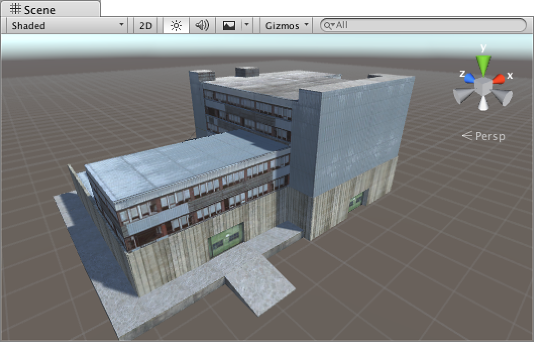 Scene
Shaded 2D Gizmos All
y
z x
Persp